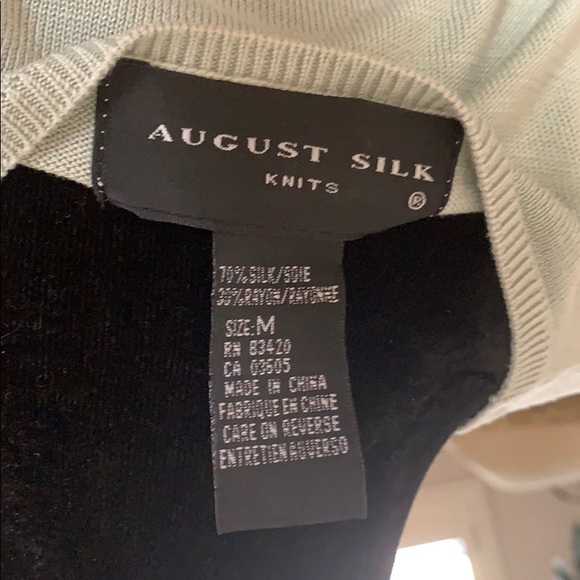 AUGUST SILK
KNITS
®
70%SILK/SOIE
30%RAYON/RAYONNE
SIZE:M
RN 83420
CA 03605
MADE IN CHINA
FABRIQUE EN CHINE
CARE ON REVERSE
ENTRETIEN AU VERSO